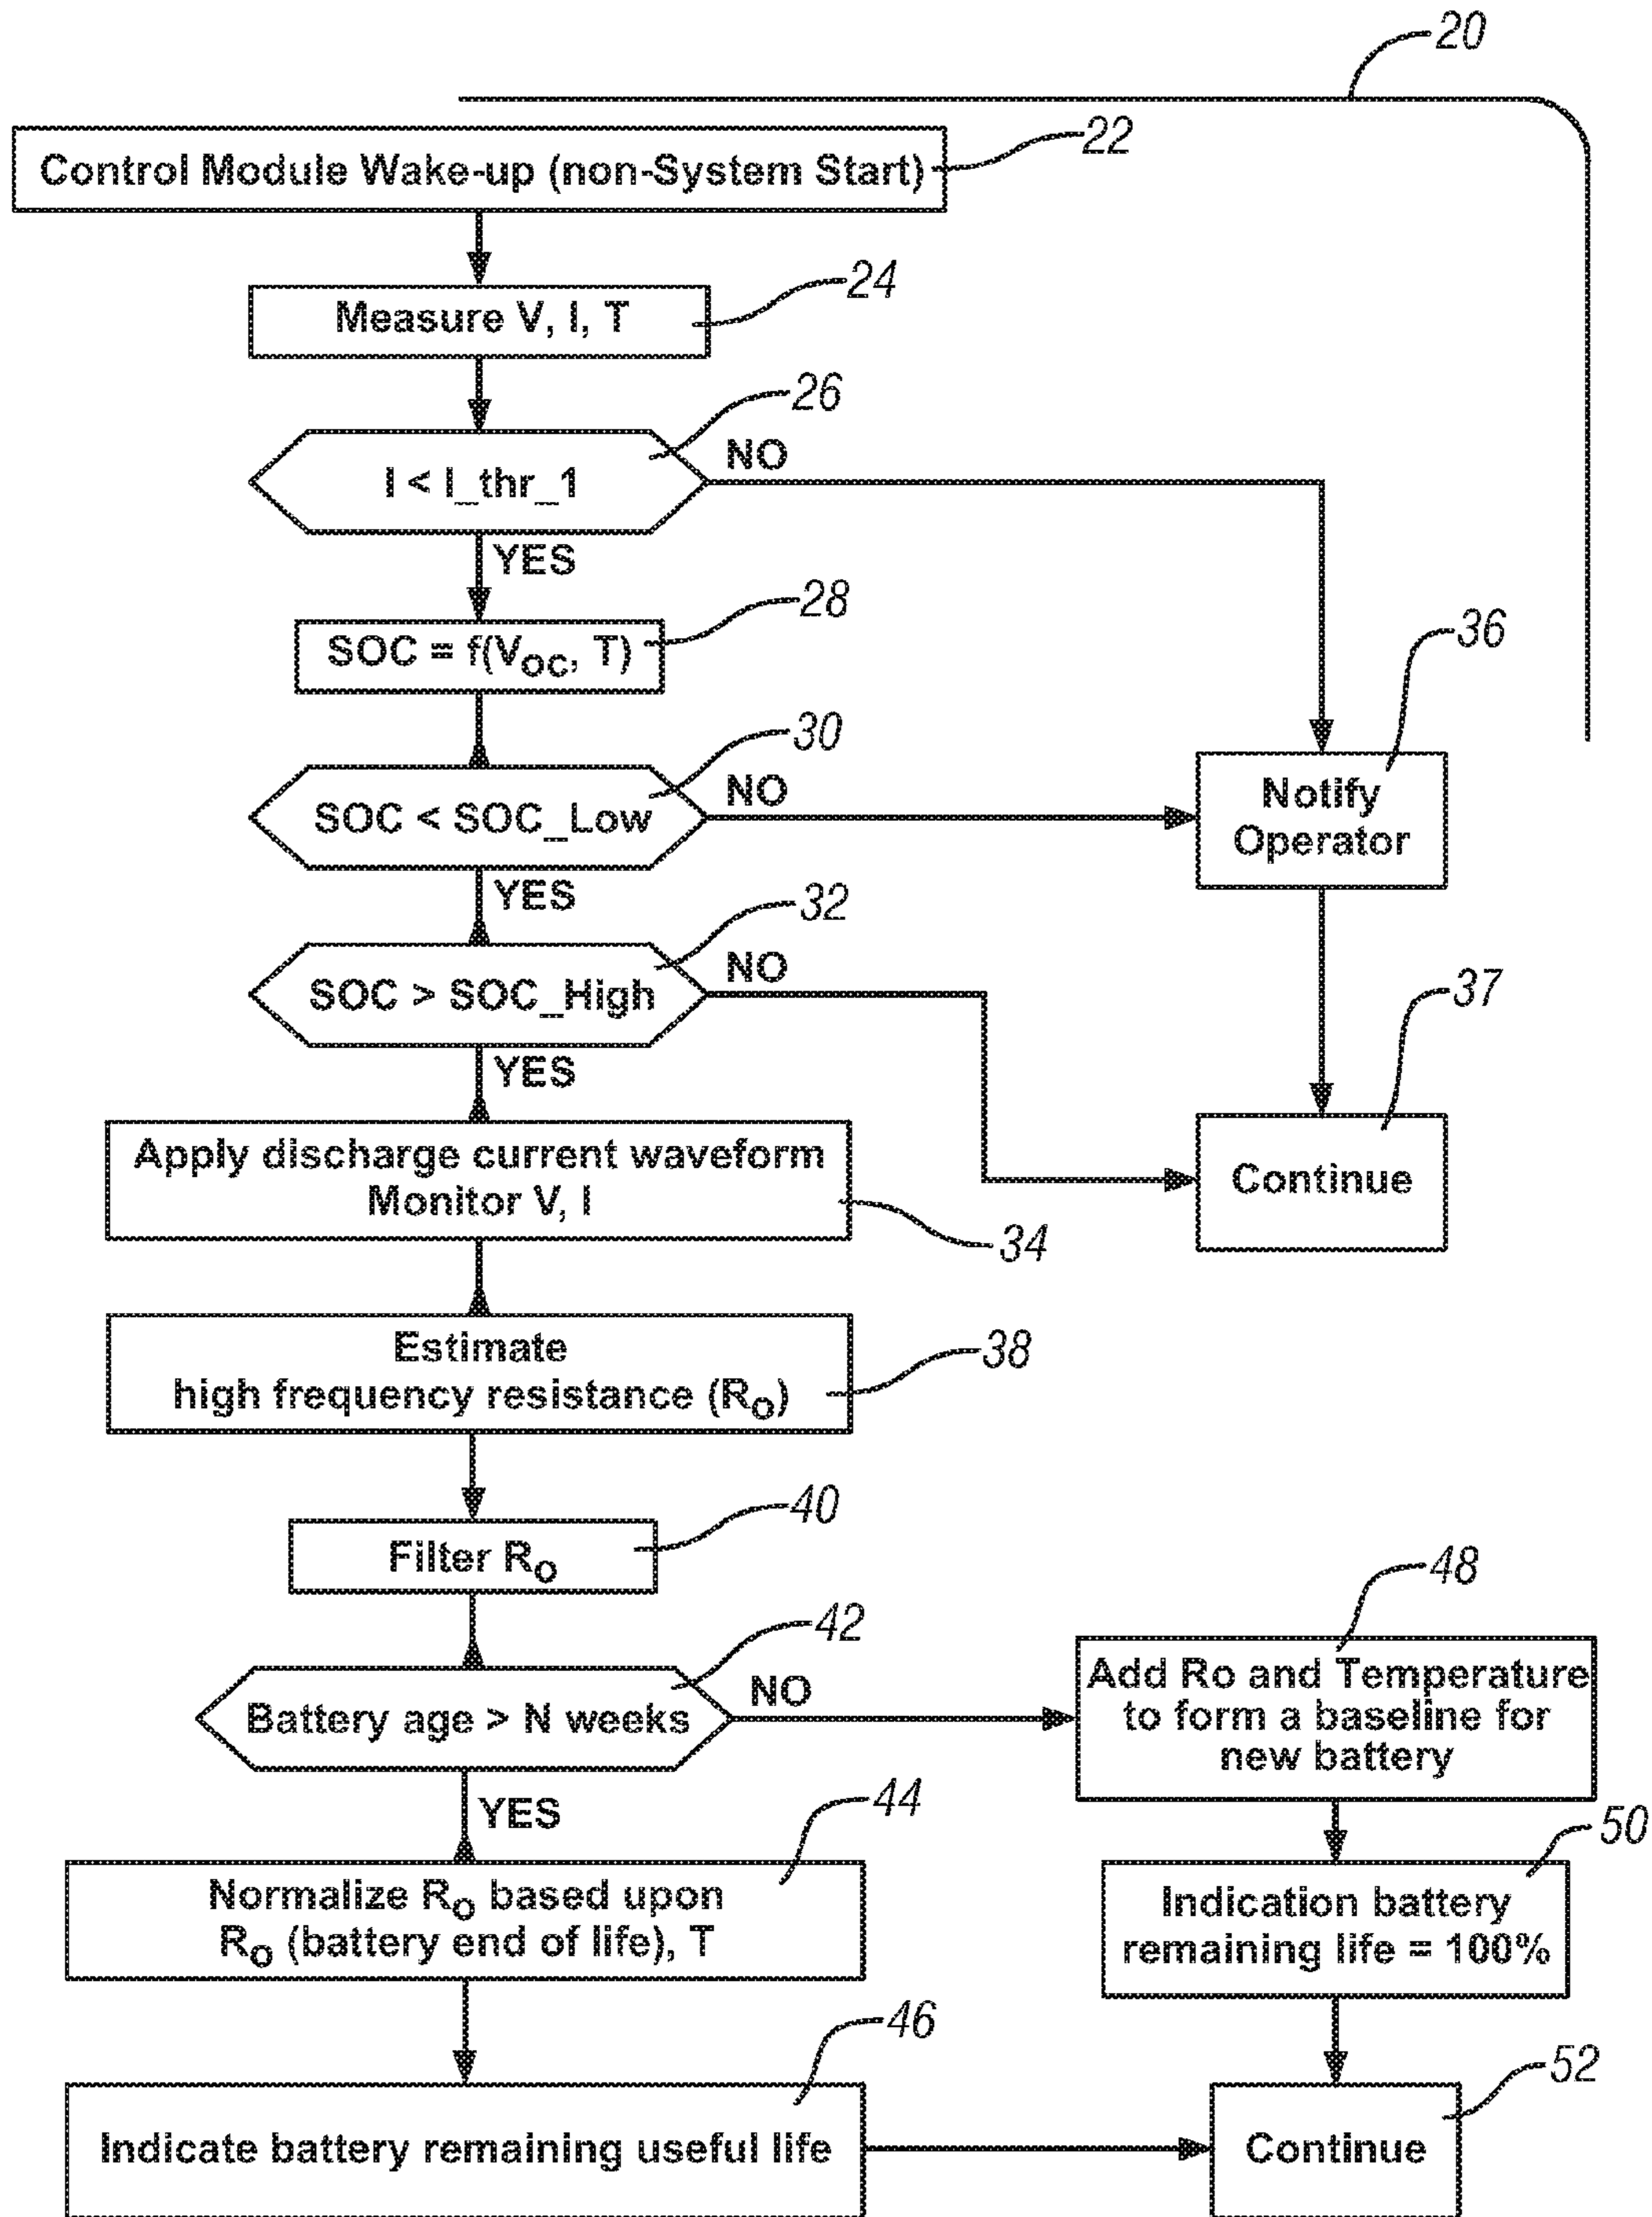 20
Control Module Wake-up (non-System Start)
22
Measure V, I, T
24
26
I < I_thr_1
NO
YES
SOC = f(VOC, T)
28
36
30
SOC < SOC_Low
NO
Notify
Operator
YES
32
SOC > SOC_High
NO
37
YES
Apply discharge current waveform
Monitor V, I
34
Continue
Estimate
high frequency resistance (RO)
38
40
Filter RO
48
42
Battery age > N weeks
NO
Add Ro and Temperature
to form a baseline for
new battery
YES
44
50
Normalize RO based upon
RO (battery end of life), T
Indication battery
remaining life = 100%
46
52
Indicate battery remaining useful life
Continue